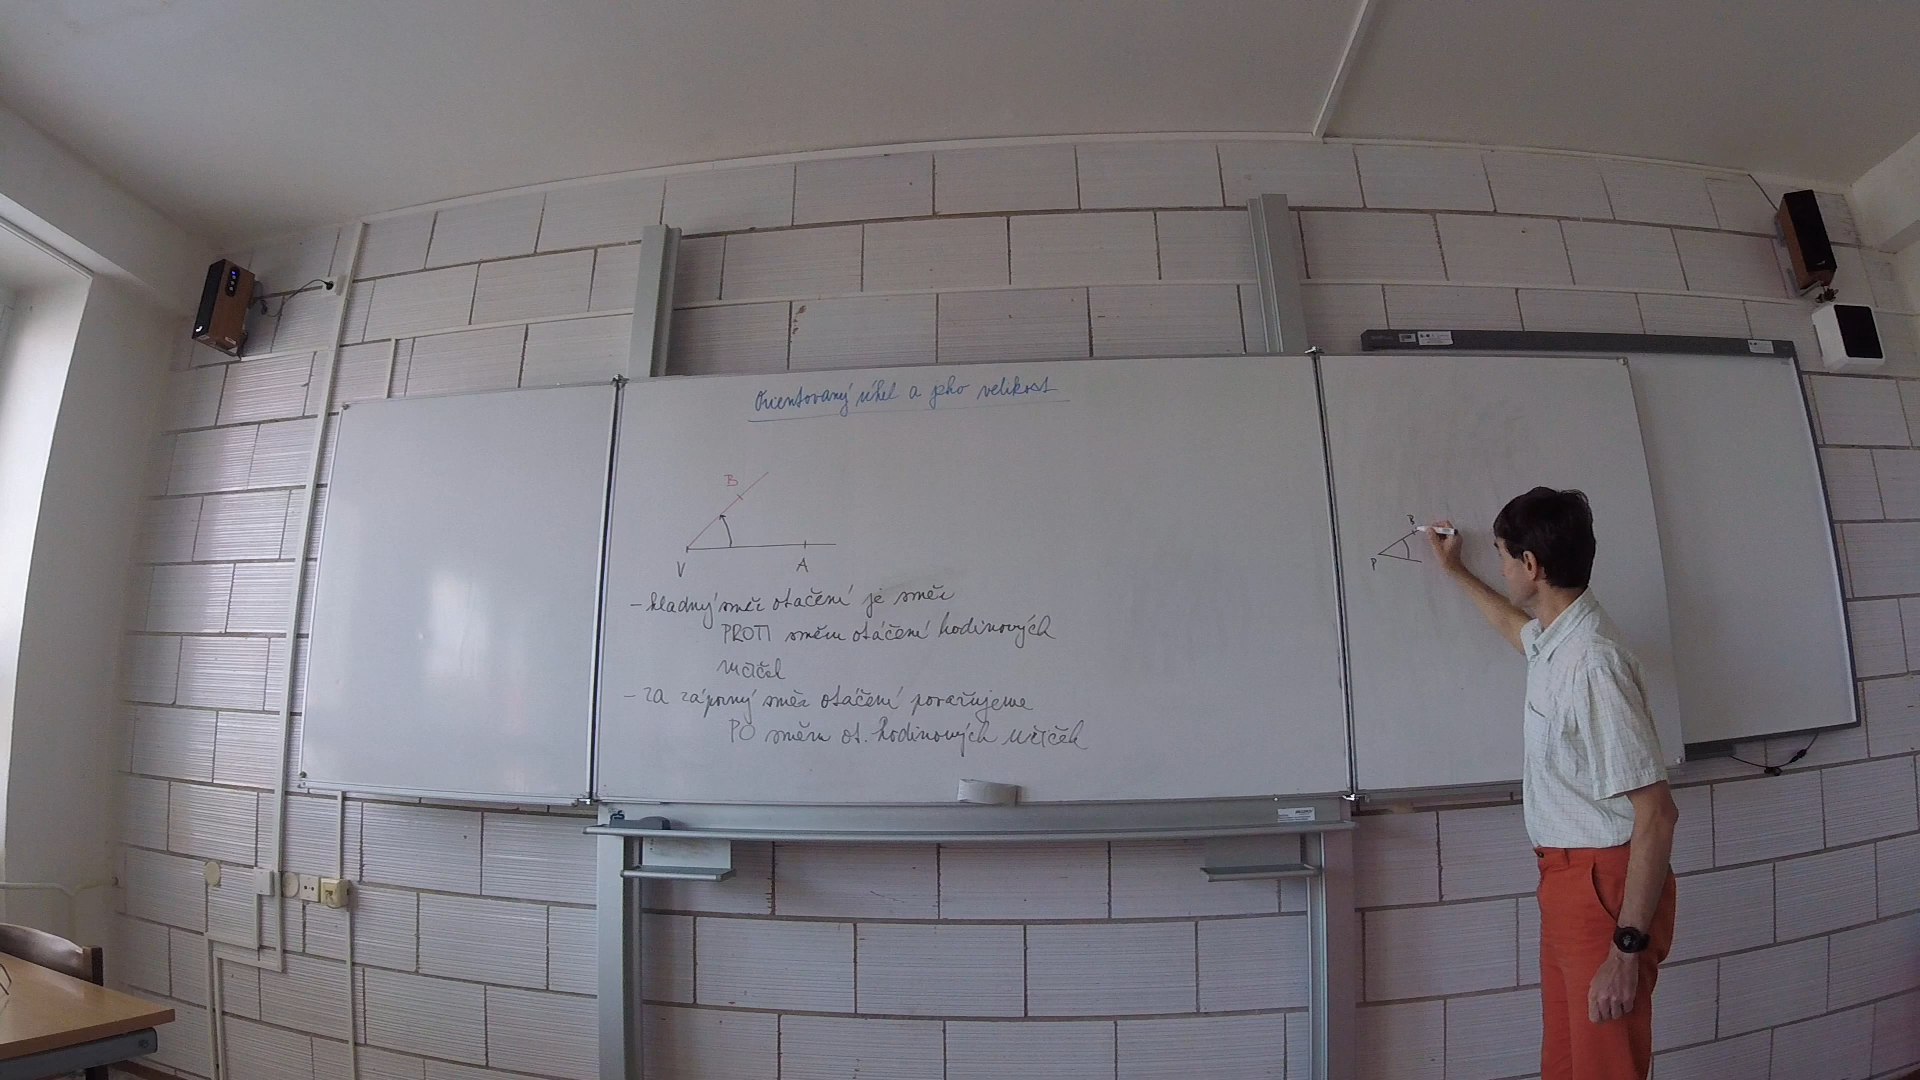 Orientovaný úhel a jeho velikost
B
V
A
- kladný směr otáčení je směr
PROTI směru otáčení hodinových
ručiček
- za záporný směr otáčení považujeme
PO směru ot. hodinových ručiček
B
P